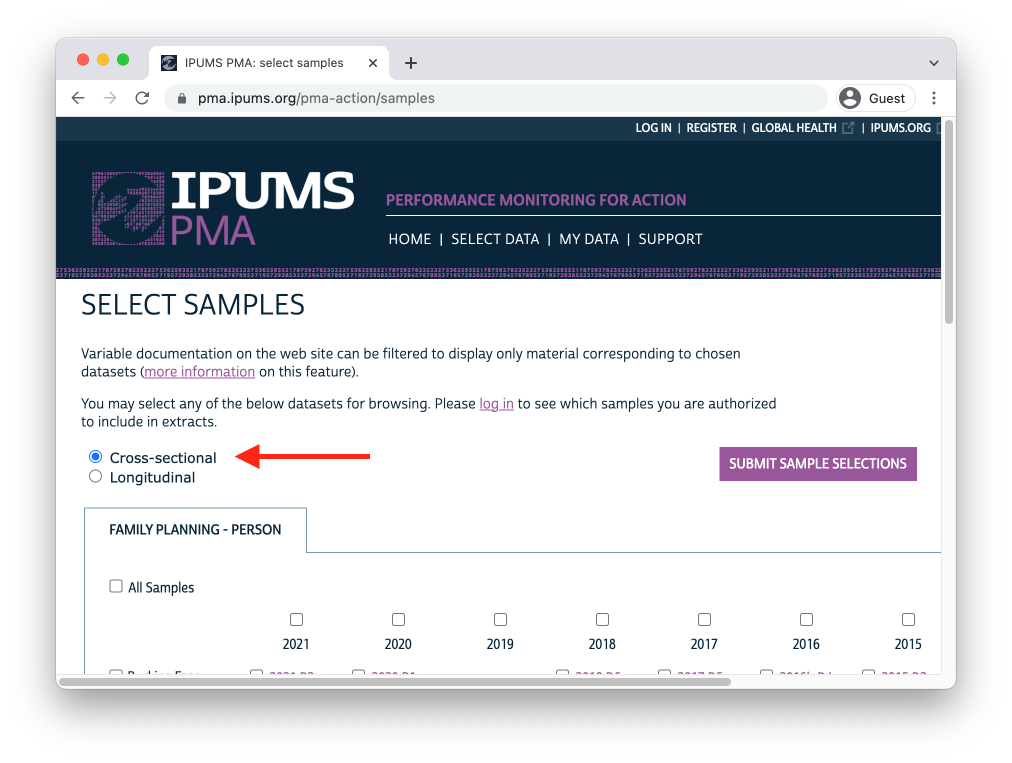 IPUMS PMA: select samples
pma.ipums.org/pma-action/samples
Guest
LOG IN | REGISTER | GLOBAL HEALTH | IPUMS.ORG
IPUMS
PMA
PERFORMANCE MONITORING FOR ACTION
HOME | SELECT DATA | MY DATA | SUPPORT
SELECT SAMPLES
Variable documentation on the web site can be filtered to display only material corresponding to chosen
datasets (more information on this feature).
You may select any of the below datasets for browsing. Please log in to see which samples you are authorized
to include in extracts.
Cross-sectional
Longitudinal
SUBMIT SAMPLE SELECTIONS
FAMILY PLANNING - PERSON
All Samples
2021 2020 2019 2018 2017 2016 2015